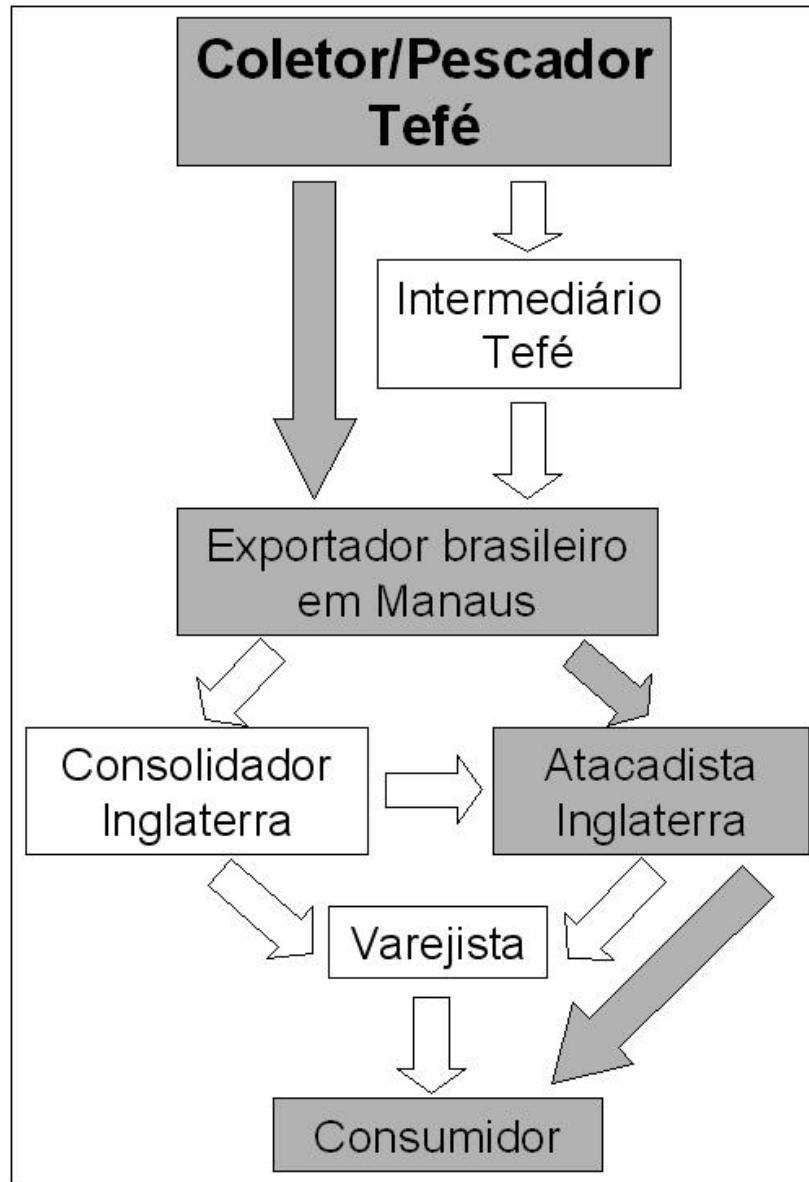 Coletor/Pescador
Tefé
Intermediário
Tefé
Exportador brasileiro
em Manaus
Consolidador
Inglaterra
Atacadista
Inglaterra
Varejista
Consumidor